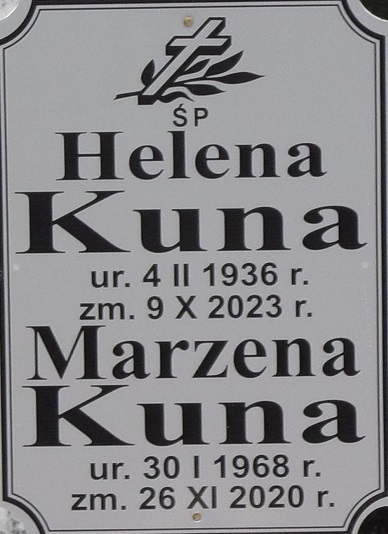 ŚP
Helena
Kuna
ur. 4 II 1936 r.
zm. 9 X 2023 r.
Marzena
Kuna
ur. 30 I 1968 r.
zm. 26 XI 2020 r.